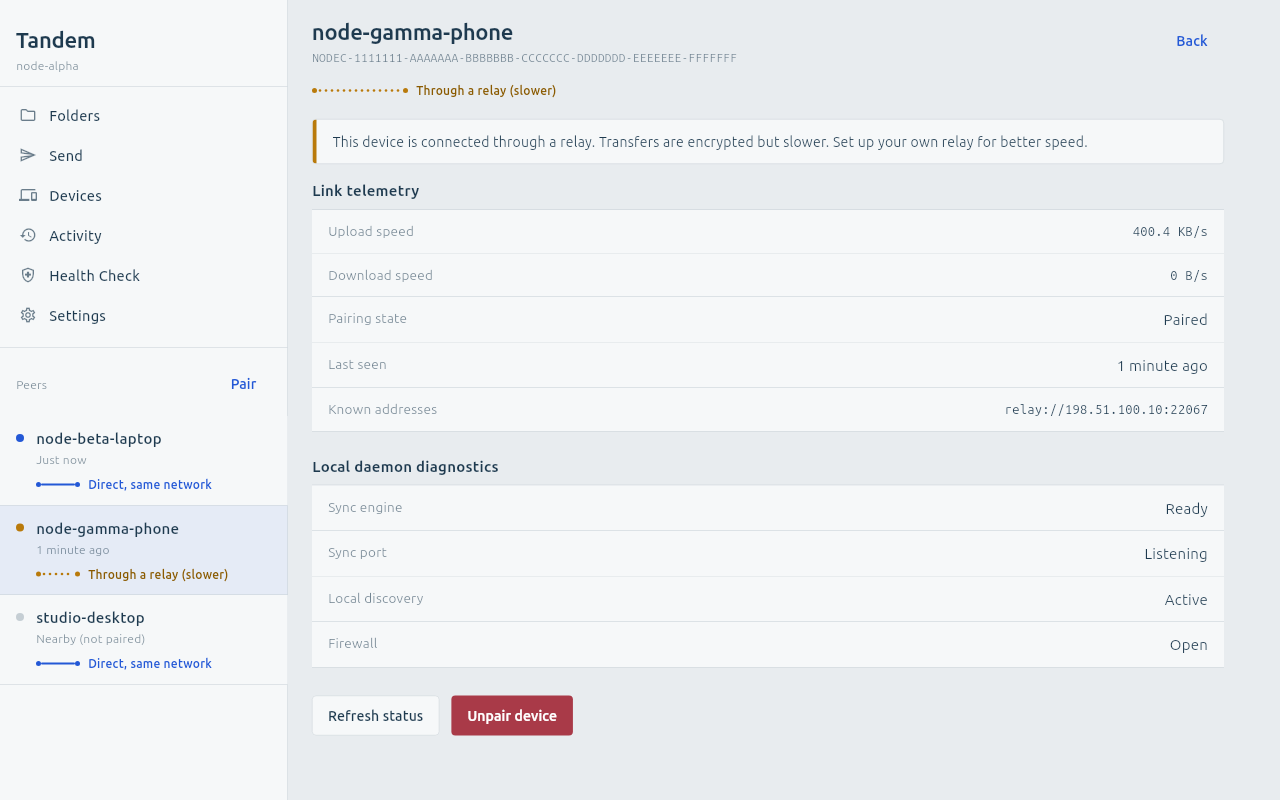 Tandem
node-alpha
Folders
Send
Devices
Activity
Health Check
Settings
Peers
Pair
node-beta-laptop
Just now
Direct, same network
node-gamma-phone
1 minute ago
Through a relay (slower)
studio-desktop
Nearby (not paired)
Direct, same network
node-gamma-phone
Back
NODEC-1111111-AAAAAAA-BBBBBBB-CCCCCCC-DDDDDDD-EEEEEEE-FFFFFFF
Through a relay (slower)
This device is connected through a relay. Transfers are encrypted but slower. Set up your own relay for better speed.
Link telemetry
Upload speed 400.4 KB/s
Download speed 0 B/s
Pairing state Paired
Last seen 1 minute ago
Known addresses relay://198.51.100.10:22067
Local daemon diagnostics
Sync engine Ready
Sync port Listening
Local discovery Active
Firewall Open
Refresh status
Unpair device